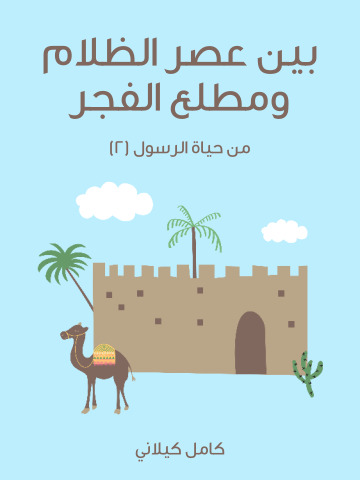 بين عصر الظلام
ومطلع الفجر
من حياة الرسول (٢)
كامل كيلاني